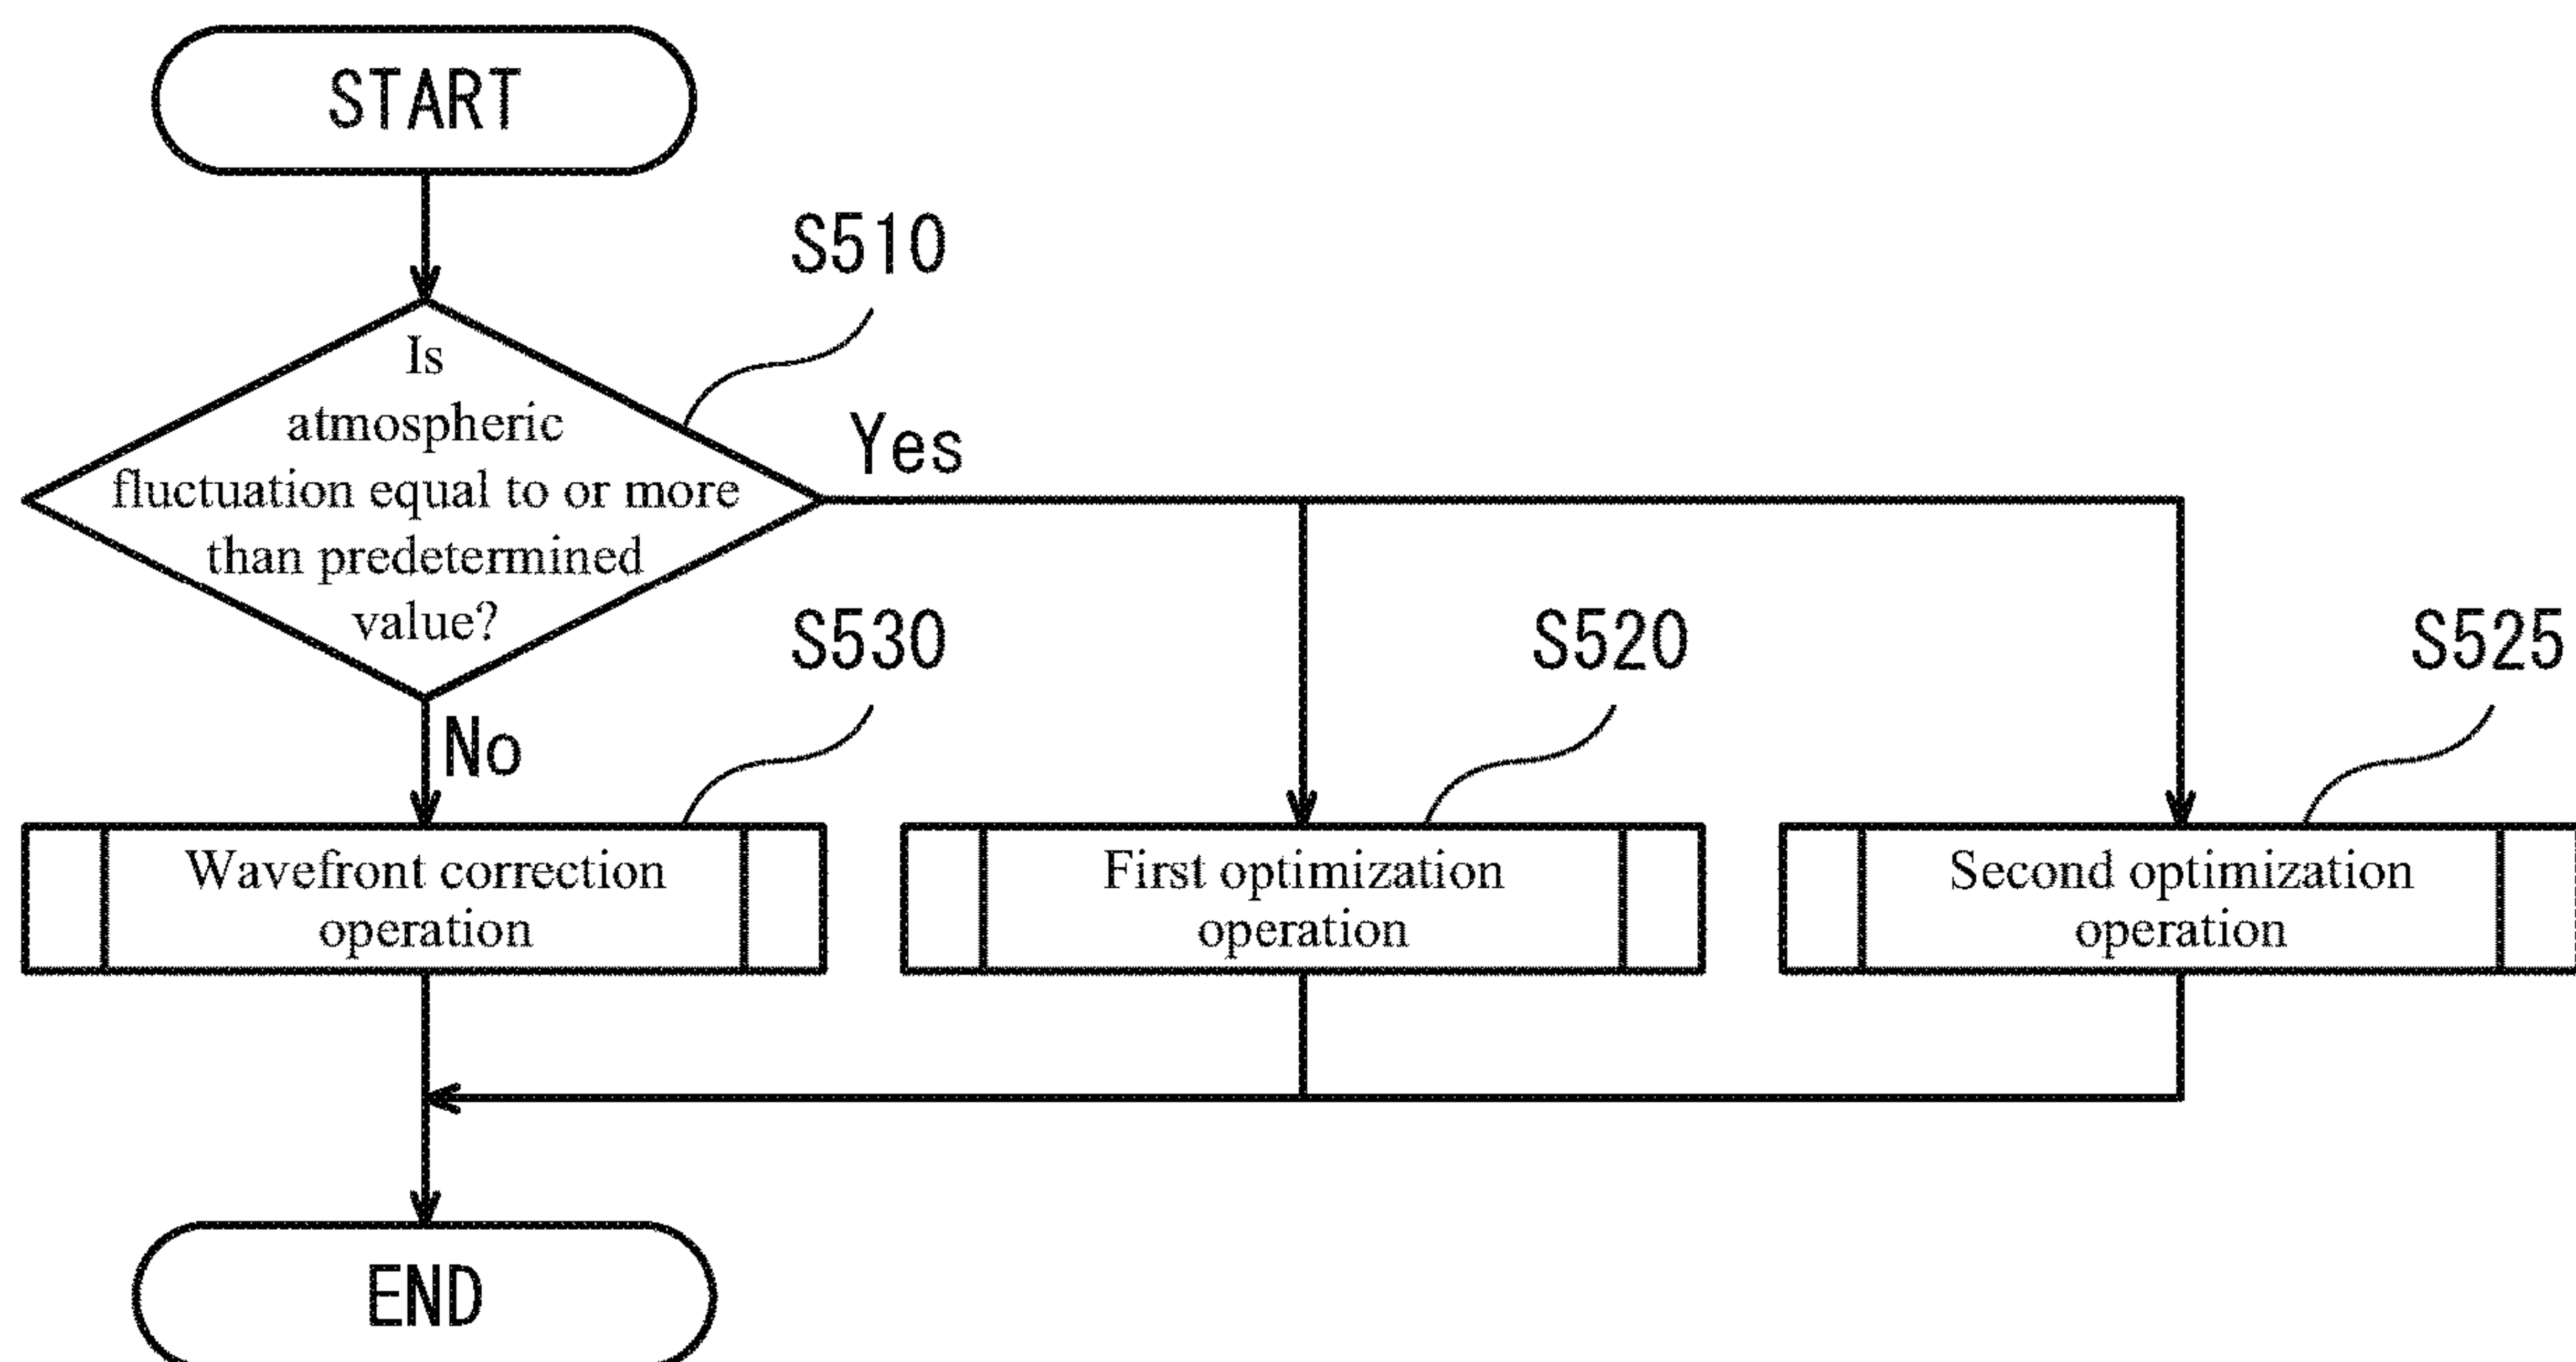 START
S510
Is
atmospheric
fluctuation equal to or more
than predetermined
value?
Yes
No
S530
S520
S525
Wavefront correction
operation
First optimization
operation
Second optimization
operation
END